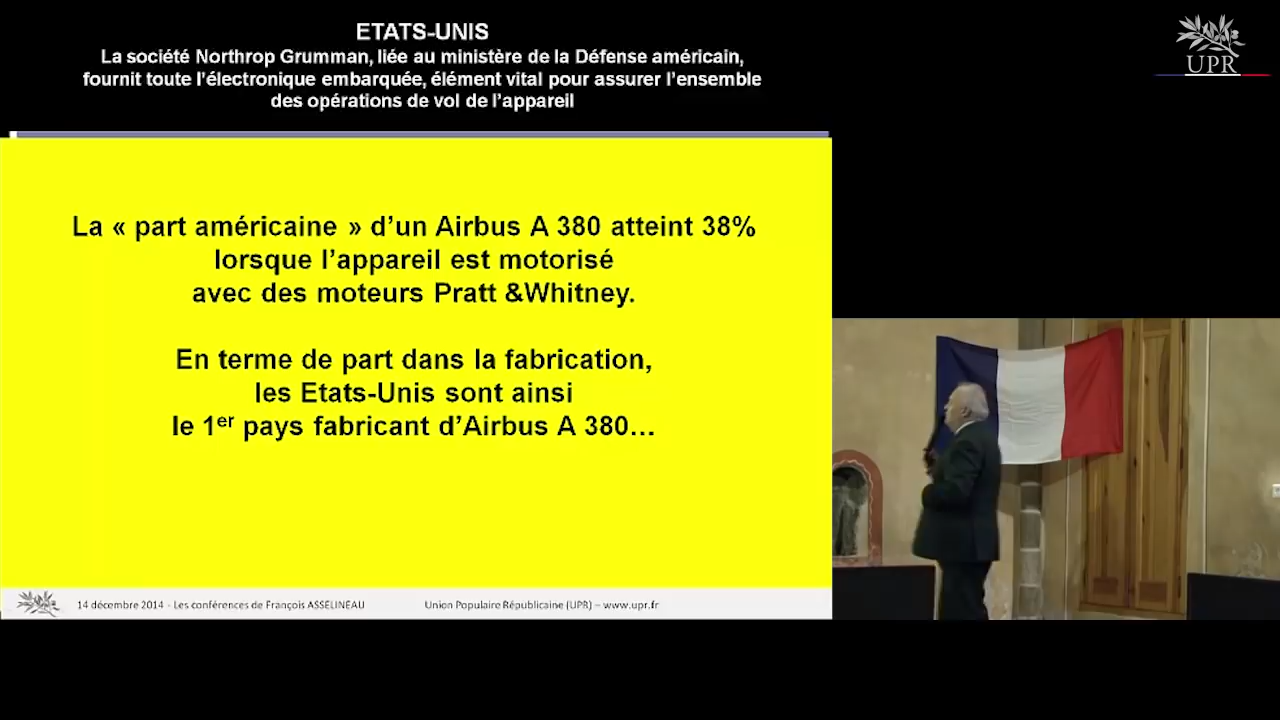 ETATS-UNIS
La société Northrop Grumman, liée au ministère de la Défense américain,
fournit toute l'électronique embarquée, élément vital pour assurer l'ensemble
des opérations de vol de l'appareil
UPR
La « part américaine » d'un Airbus A 380 atteint 38%
lorsque l'appareil est motorisé
avec des moteurs Pratt &Whitney.
En terme de part dans la fabrication,
les Etats-Unis sont ainsi
le 1er pays fabricant d'Airbus A 380…
14 décembre 2014 - Les conférences de François ASSELINEAU
Union Populaire Républicaine (UPR) – www.upr.fr